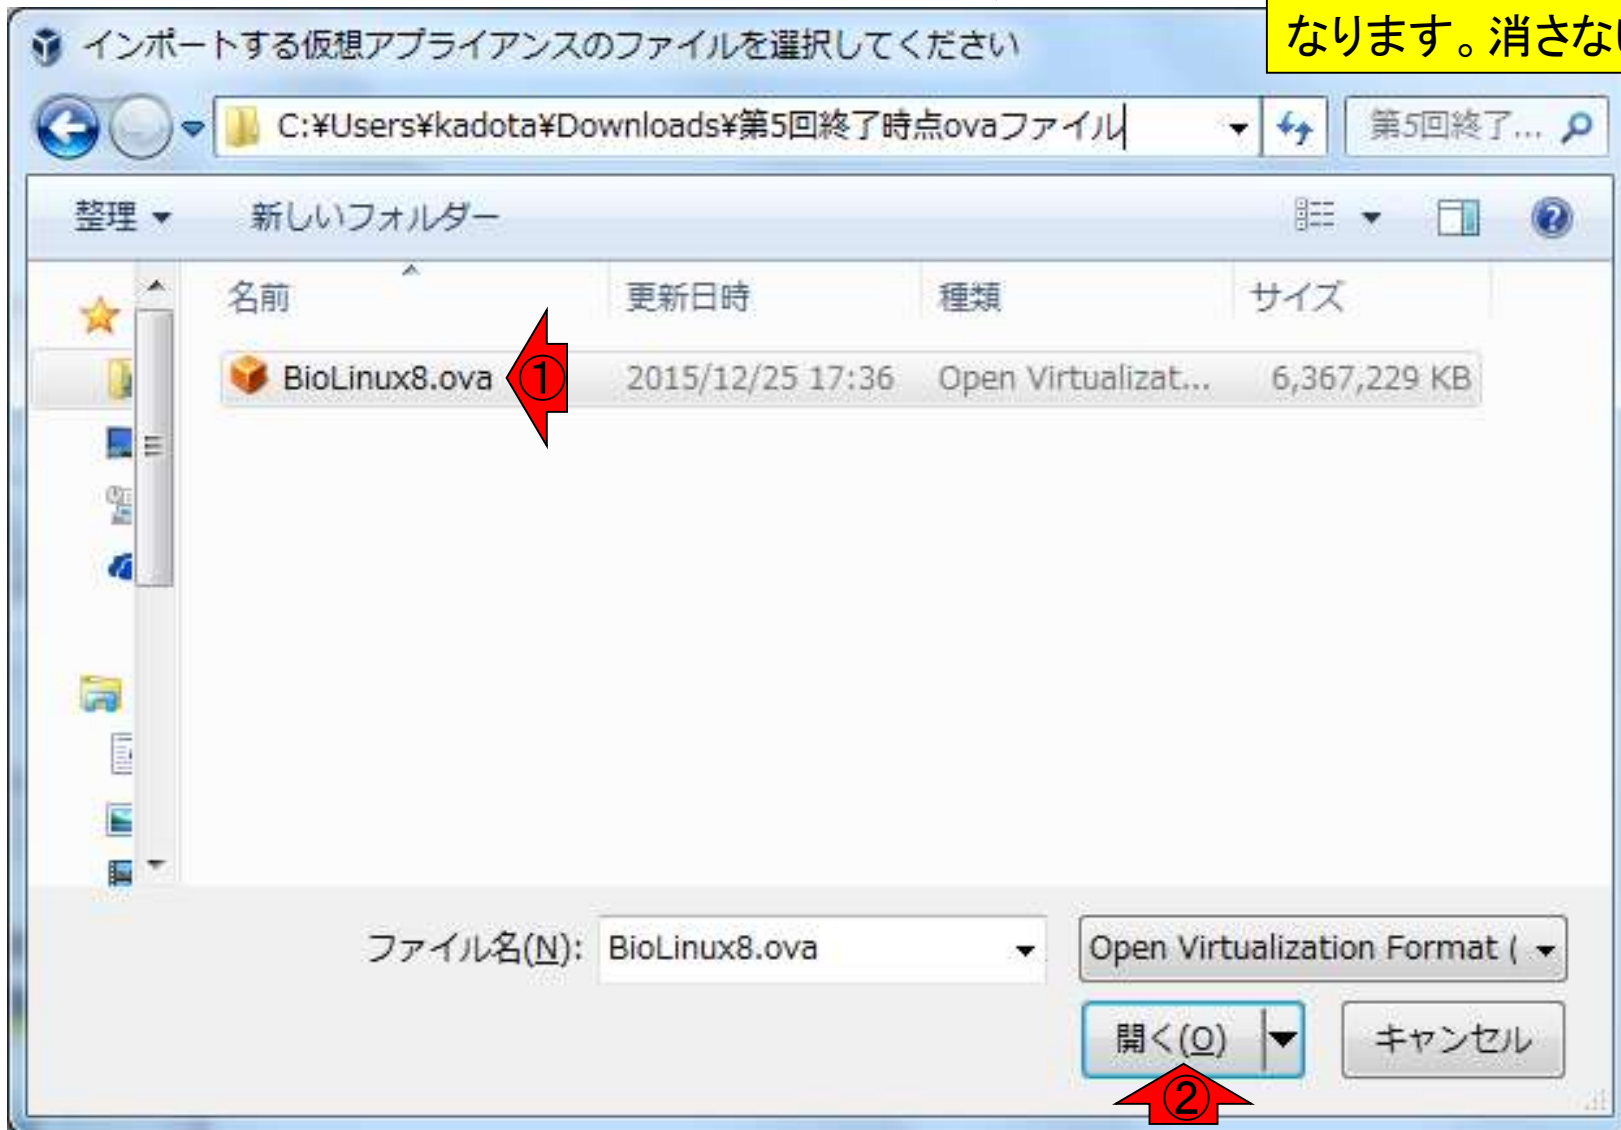 なります。消さない
インポートする仮想アプライアンスのファイルを選択してください
C:¥Users¥kadota¥Downloads¥第5回終了時点ovaファイル
第5回終了...
整理
新しいフォルダー
名前 更新日時 種類 サイズ
BioLinux8.ova ① 2015/12/25 17:36 Open Virtualizat... 6,367,229 KB
ファイル名(N): BioLinux8.ova Open Virtualization Format (
開く(O) キャンセル
②